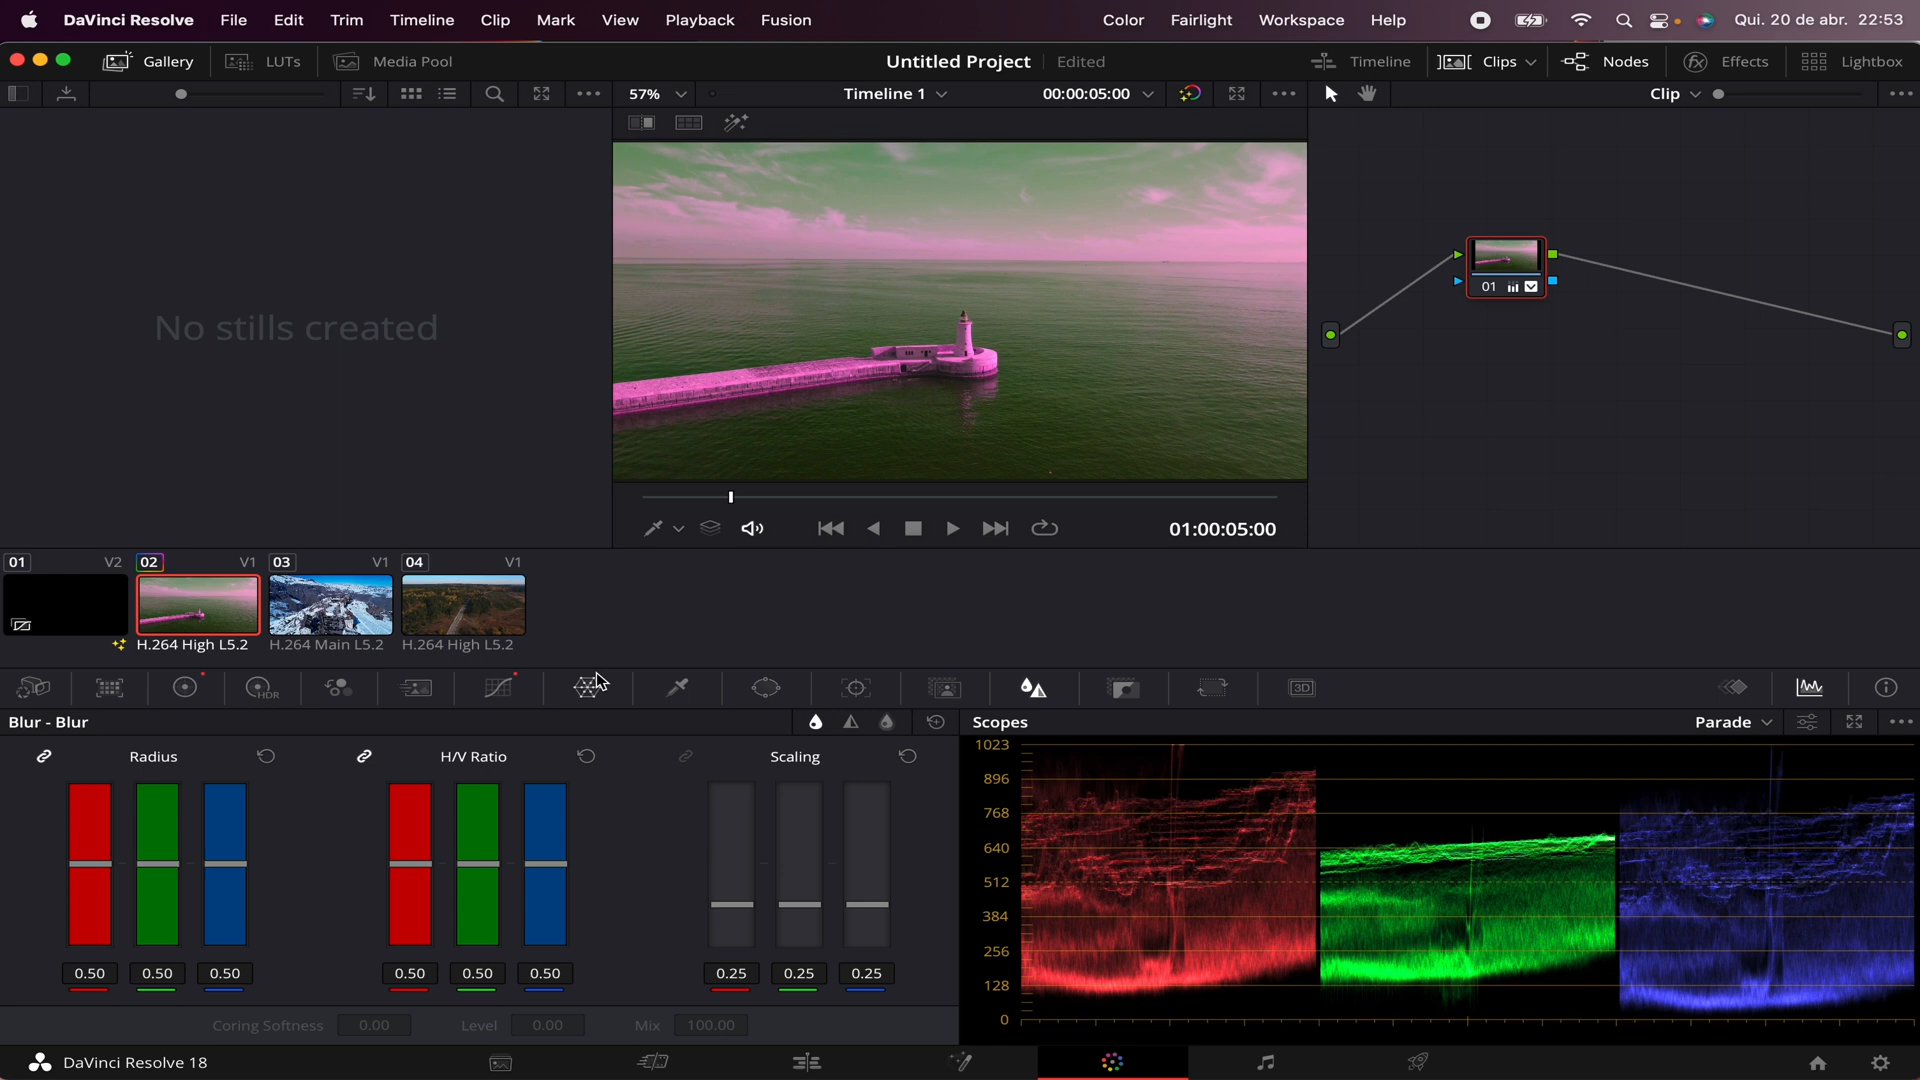 DaVinci Resolve File Edit Trim Timeline Clip Mark View Playback Fusion Color Fairlight Workspace Help Qui. 20 de abr. 22:53
Gallery LUTs Media Pool Untitled Project Edited Timeline Clips Nodes Effects Lightbox
57% Timeline 1 00:00:05:00 Clip
01
No stills created
01:00:05:00
01 V2 02 V1 03 V1 04 V1
H.264 High L5.2 H.264 Main L5.2 H.264 High L5.2
HDR 3D
Blur - Blur Scopes Parade
Radius H/V Ratio Scaling
1023
896
768
640
512
384
256
128
0
0.50 0.50 0.50 0.50 0.50 0.50 0.25 0.25 0.25
Coring Softness 0.00 Level 0.00 Mix 100.00
DaVinci Resolve 18